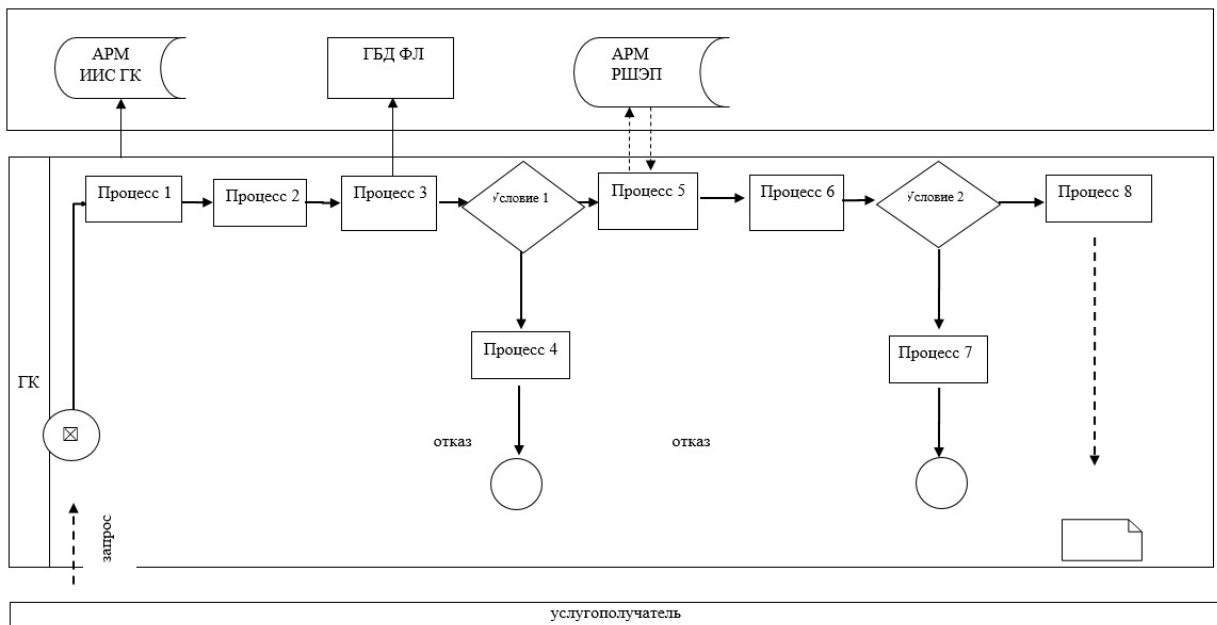 АРМ
ИИС ГК
ГБД ФЛ
АРМ
РШЭП
Процесс 1
Процесс 2
Процесс 3
Условие 1
Процесс 5
Процесс 6
Условие 2
Процесс 8
Процесс 4
Процесс 7
ГК
отказ
отказ
запрос
услугополучатель